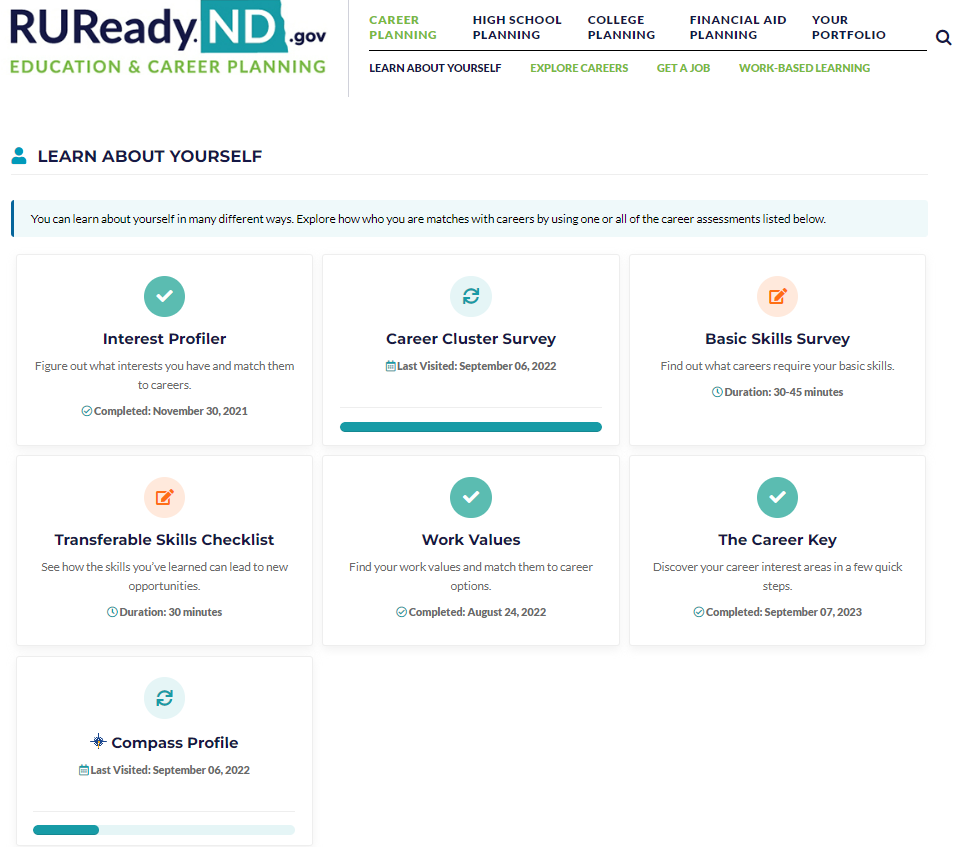 RUReady.ND.gov
EDUCATION & CAREER PLANNING
CAREER PLANNING
HIGH SCHOOL PLANNING
COLLEGE PLANNING
FINANCIAL AID PLANNING
YOUR PORTFOLIO
LEARN ABOUT YOURSELF
EXPLORE CAREERS
GET A JOB
WORK-BASED LEARNING
LEARN ABOUT YOURSELF
You can learn about yourself in many different ways. Explore how who you are matches with careers by using one or all of the career assessments listed below.
Interest Profiler
Figure out what interests you have and match them
to careers.
Completed: November 30, 2021
Career Cluster Survey
Last Visited: September 06, 2022
Basic Skills Survey
Find out what careers require your basic skills.
Duration: 30-45 minutes
Transferable Skills Checklist
See how the skills you've learned can lead to new
opportunities.
Duration: 30 minutes
Work Values
Find your work values and match them to career
options.
Completed: August 24, 2022
The Career Key
Discover your career interest areas in a few quick
steps.
Completed: September 07, 2023
Compass Profile
Last Visited: September 06, 2022